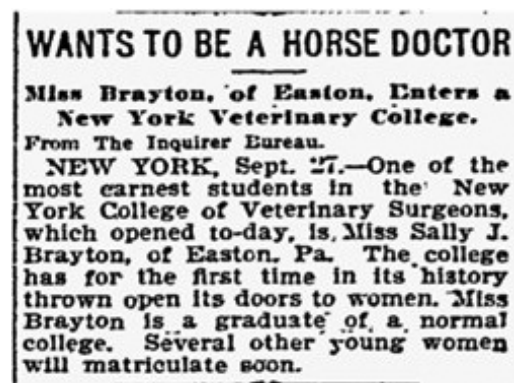 WANTS TO BE A HORSE DOCTOR
Miss Brayton, of Easton, Enters a
New York Veterinary College.
From The Inquirer Bureau.
NEW YORK, Sept. 27.—One of the
most earnest students in the New
York College of Veterinary Surgeons,
which opened to-day, is Miss Sally J.
Brayton, of Easton, Pa. The college
has for the first time in its history
thrown open its doors to women. Miss
Brayton is a graduate of a normal
college. Several other young women
will matriculate soon.